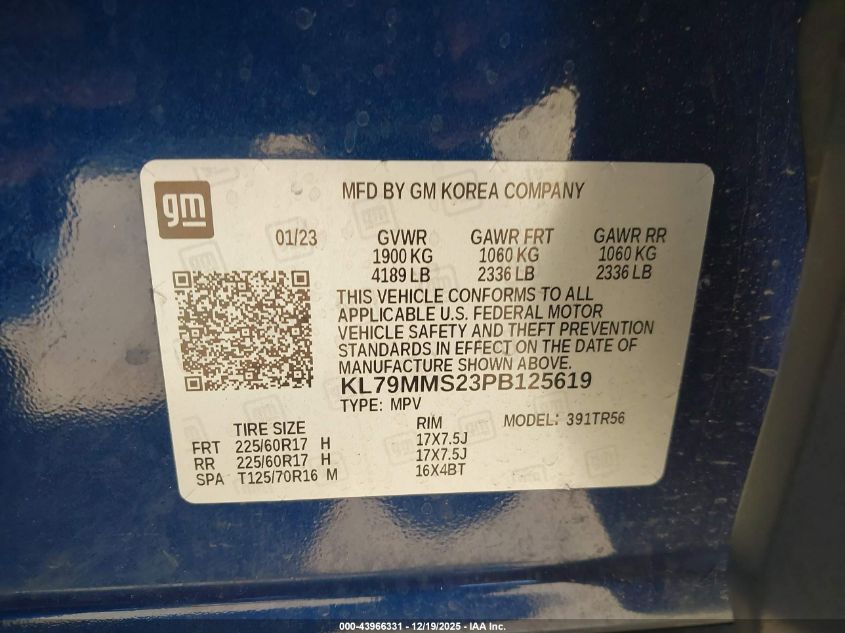 gm
MFD BY GM KOREA COMPANY
01/23 GVWR GAWR FRT GAWR RR
1900 KG 1060 KG 1060 KG
4189 LB 2336 LB 2336 LB
THIS VEHICLE CONFORMS TO ALL
APPLICABLE U.S. FEDERAL MOTOR
VEHICLE SAFETY AND THEFT PREVENTION
STANDARDS IN EFFECT ON THE DATE OF
MANUFACTURE SHOWN ABOVE.
KL79MMS23PB125619
TYPE: MPV
TIRE SIZE RIM MODEL: 391TR56
FRT 225/60R17 H 17X7.5J
RR 225/60R17 H 17X7.5J
SPA T125/70R16 M 16X4BT
000-43966331 - 12/19/2025 - IAA Inc.